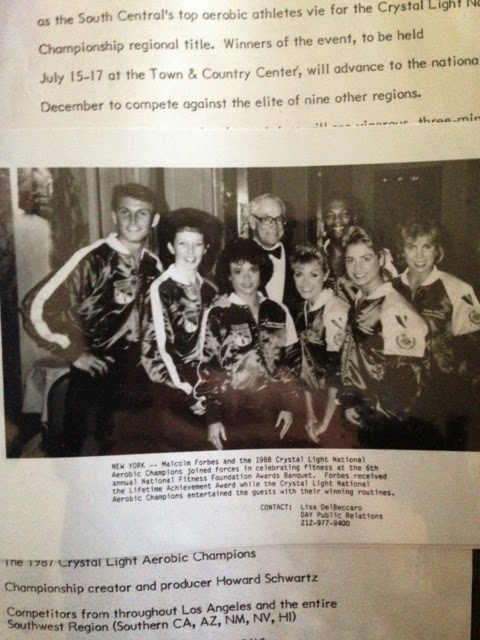 as the South Central's top aerobic athletes vie for the Crystal Light
Championship regional title. Winners of the event, to be held
July 15-17 at the Town & Country Center, will advance to the
December to compete against the elite of nine other regions.
NEW YORK -- Malcolm Forbes and the 1988 Crystal Light National
Aerobic Champions joined forces in celebrating fitness at the 6th
annual National Fitness Foundation Awards Banquet. Forbes received
the Lifetime Achievement Award while the Crystal Light National
Aerobic Champions entertained the guests with their winning routines.
CONTACT: Lisa DelBeccaro
DAY Public Relations
212-977-9400
The 1987 Crystal Light Aerobic Champions
Championship creator and producer Howard Schwartz
Competitors from throughout Los Angeles and the entire
Southwest Region (Southern CA, AZ, NM, NV, HI)